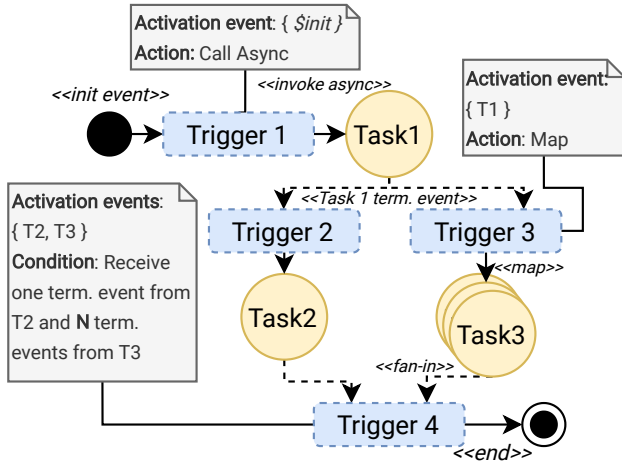 Activation event: { $init }
Action: Call Async
<<init event>>
<<invoke async>>
Trigger 1
Task1
Activation event:
{ T1 }
Action: Map
<<Task 1 term. event>>
Activation events:
{ T2, T3 }
Condition: Receive
one term. event from
T2 and N term.
events from T3
Trigger 2
Trigger 3
<<map>>
Task2
Task3
<<fan-in>>
Trigger 4
<<end>>